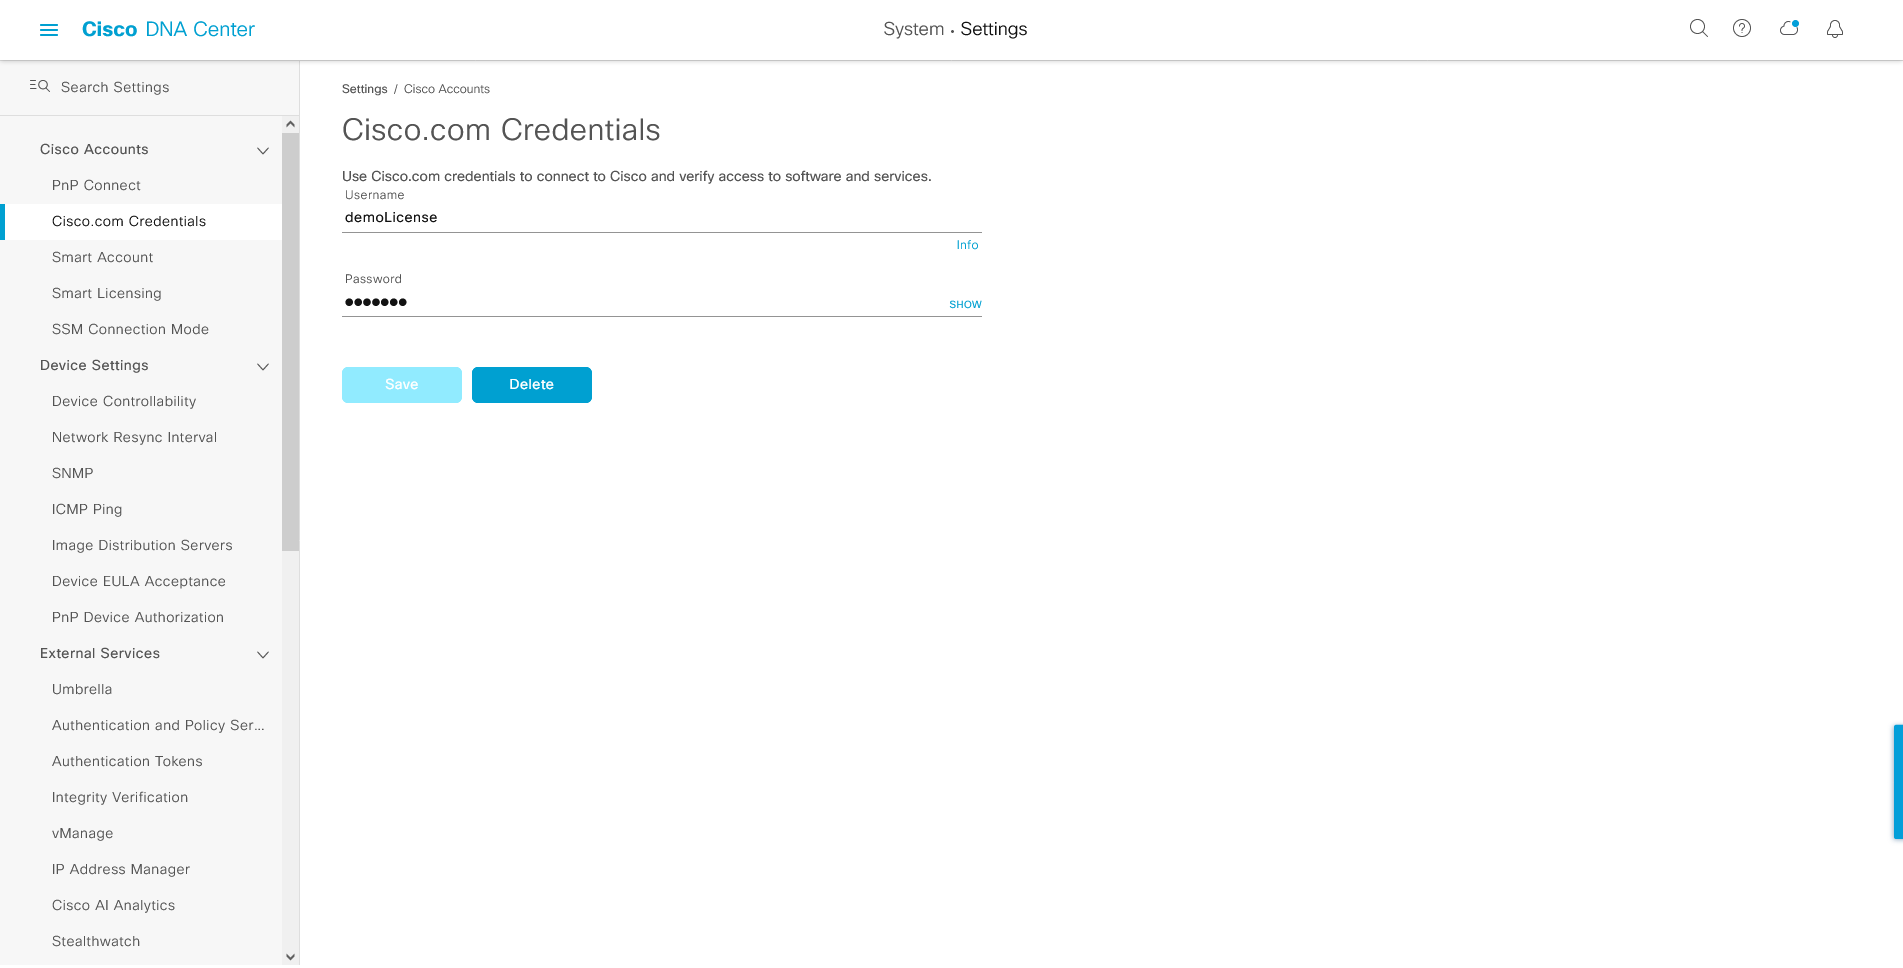 Cisco DNA Center
System • Settings
Search Settings
Cisco Accounts
PnP Connect
Cisco.com Credentials
Smart Account
Smart Licensing
SSM Connection Mode
Device Settings
Device Controllability
Network Resync Interval
SNMP
ICMP Ping
Image Distribution Servers
Device EULA Acceptance
PnP Device Authorization
External Services
Umbrella
Authentication and Policy Ser...
Authentication Tokens
Integrity Verification
vManage
IP Address Manager
Cisco AI Analytics
Stealthwatch
Settings / Cisco Accounts
Cisco.com Credentials
Use Cisco.com credentials to connect to Cisco and verify access to software and services.
Username
demoLicense
Info
Password
●●●●●●●
SHOW
Save
Delete